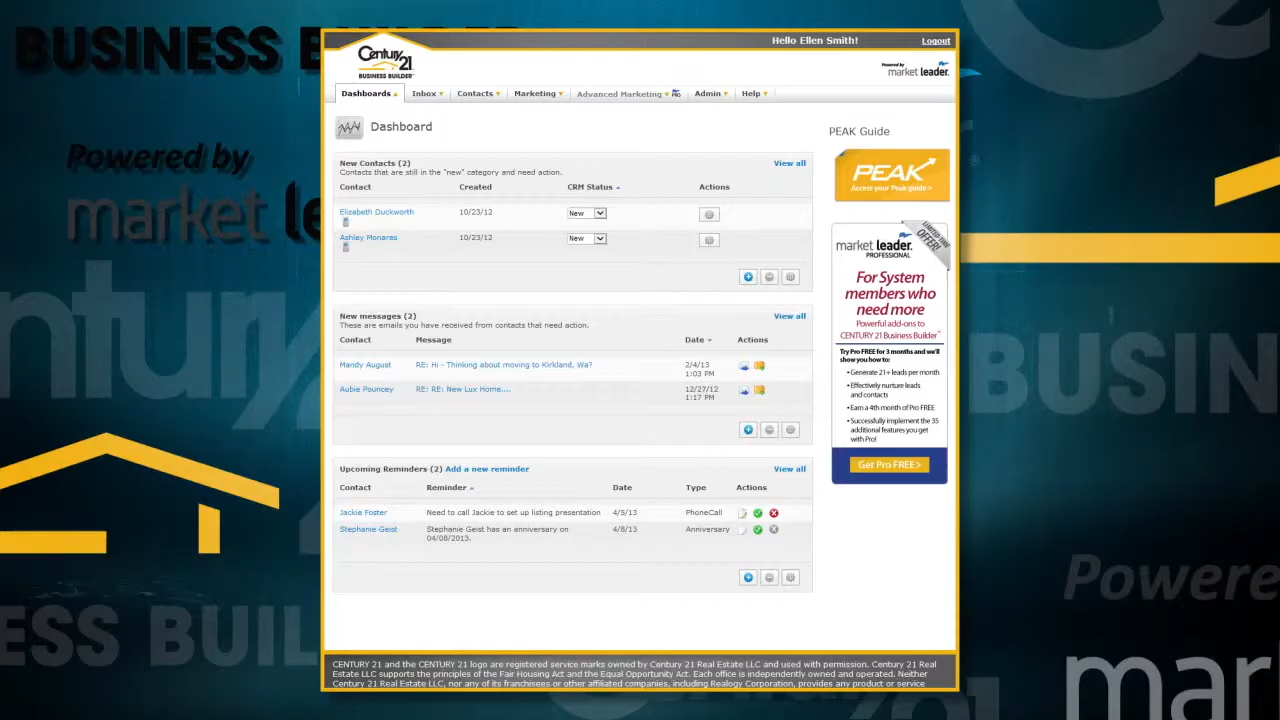 BUSINESS B
Powered by
market le
Century
BUSINESS BUILDER
BUSINESS
Powere
mar
Hello Ellen Smith!
Logout
Century 21
BUSINESS BUILDER
Powered by
market leader.
Dashboards
Inbox
Contacts
Marketing
Advanced Marketing
PRO
Admin
Help
Dashboard
New Contacts (2)
View all
Contacts that are still in the "new" category and need action.
Contact Created CRM Status Actions
Elizabeth Duckworth 10/23/12 New
Ashley Monares 10/23/12 New
New messages (2)
View all
These are emails you have received from contacts that need action.
Contact Message Date Actions
Mandy August RE: Hi - Thinking about moving to Kirkland, Wa? 2/4/13
1:03 PM
Aubie Pouncey RE: RE: New Lux Home.... 12/27/12
1:17 PM
Upcoming Reminders (2) Add a new reminder
View all
Contact Reminder Date Type Actions
Jackie Foster Need to call Jackie to set up listing presentation 4/5/13 PhoneCall
Stephanie Geist Stephanie Geist has an anniversary on 4/8/13 Anniversary
04/08/2013.
PEAK Guide
PEAK
Access your Peak guide>
LIMITED TIME
OFFER!
market leader.
PROFESSIONAL
For System
members who
need more
Powerful add-ons to
CENTURY 21 Business Builder
Try Pro FREE for 3 months and we'll
show you how to:
• Generate 21+ leads per month
• Effectively nurture leads
and contacts
• Earn a 4th month of Pro FREE
• Successfully implement the 35
additional features you get
with Pro!
Get Pro FREE>
CENTURY 21 and the CENTURY 21 logo are registered service marks owned by Century 21 Real Estate LLC and used with permission. Century 21 Real
Estate LLC supports the principles of the Fair Housing Act and the Equal Opportunity Act. Each office is independently owned and operated. Neither
Century 21 Real Estate LLC, nor any of its franchisees or other affiliated companies, including Realogy Corporation, provides any product or service